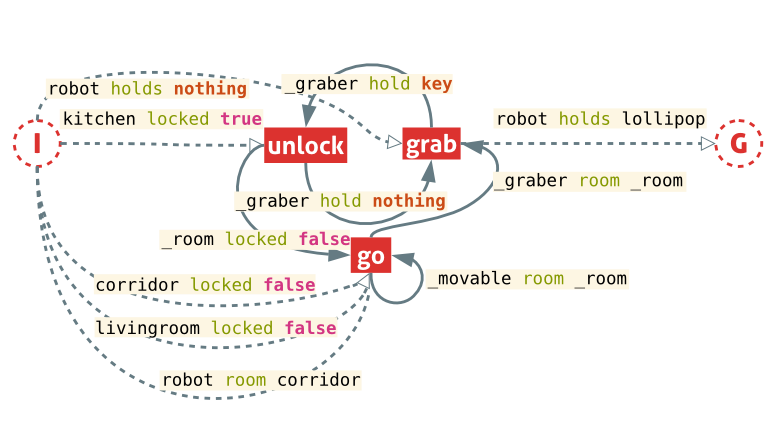 _graber hold key
robot holds nothing
kitchen locked true
robot holds lollipop
I
unlock
grab
G
_graber room _room
_graber hold nothing
_room locked false
go
_movable room _room
corridor locked false
livingroom locked false
robot room corridor